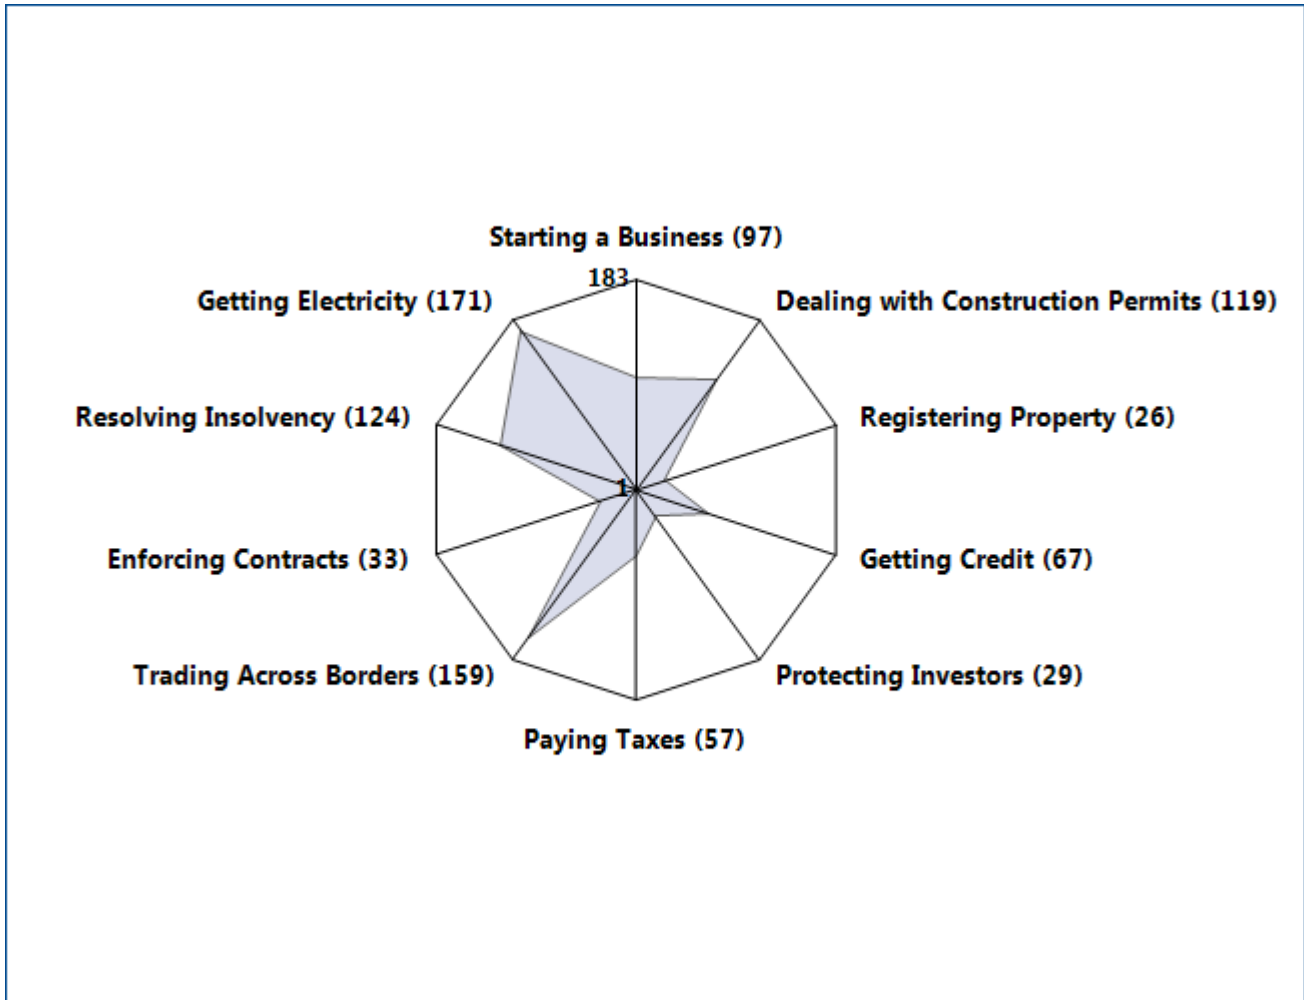 Starting a Business (97)
183
Getting Electricity (171)
Dealing with Construction Permits (119)
Resolving Insolvency (124)
Registering Property (26)
1
Enforcing Contracts (33)
Getting Credit (67)
Trading Across Borders (159)
Protecting Investors (29)
Paying Taxes (57)